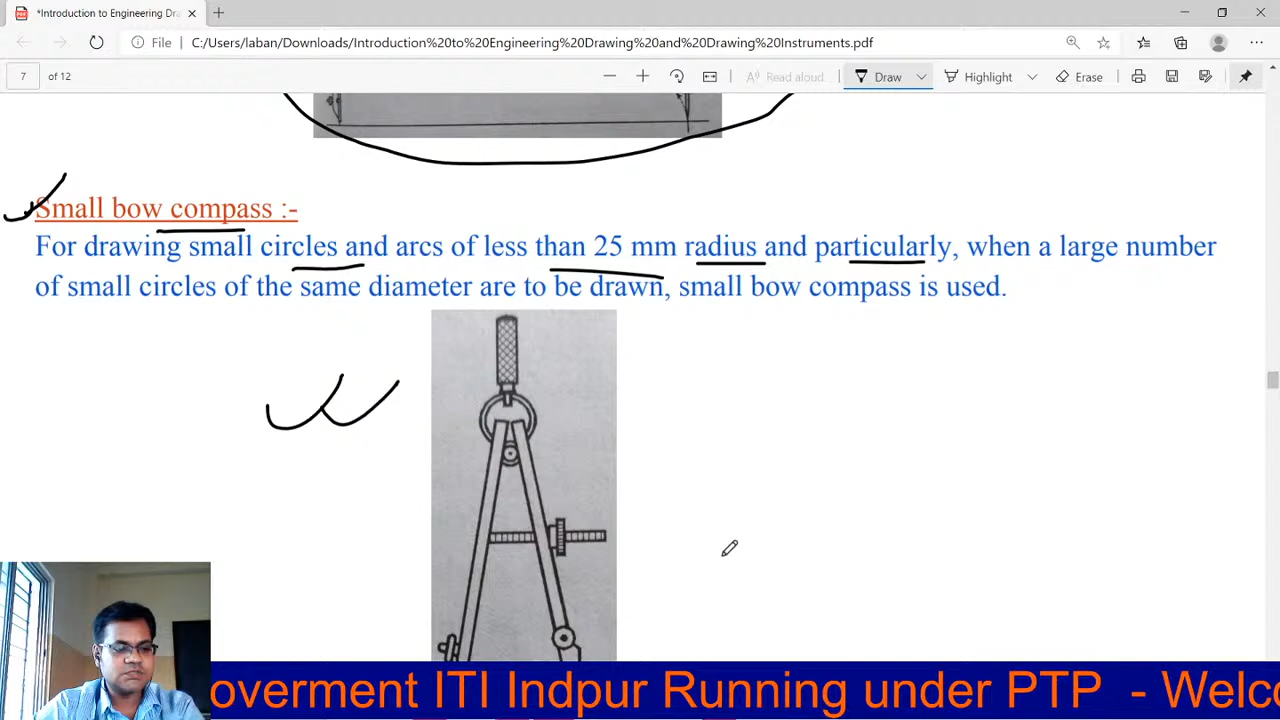 *Introduction to Engineering Dra
File
C:/Users/laban/Downloads/Introduction%20to%20Engineering%20Drawing%20and%20Drawing%20Instruments.pdf
7 of 12
Read aloud
Draw
Highlight
Erase
Small bow compass :-
For drawing small circles and arcs of less than 25 mm radius and particularly, when a large number
of small circles of the same diameter are to be drawn, small bow compass is used.
overment ITI Indpur Running under PTP - Welco